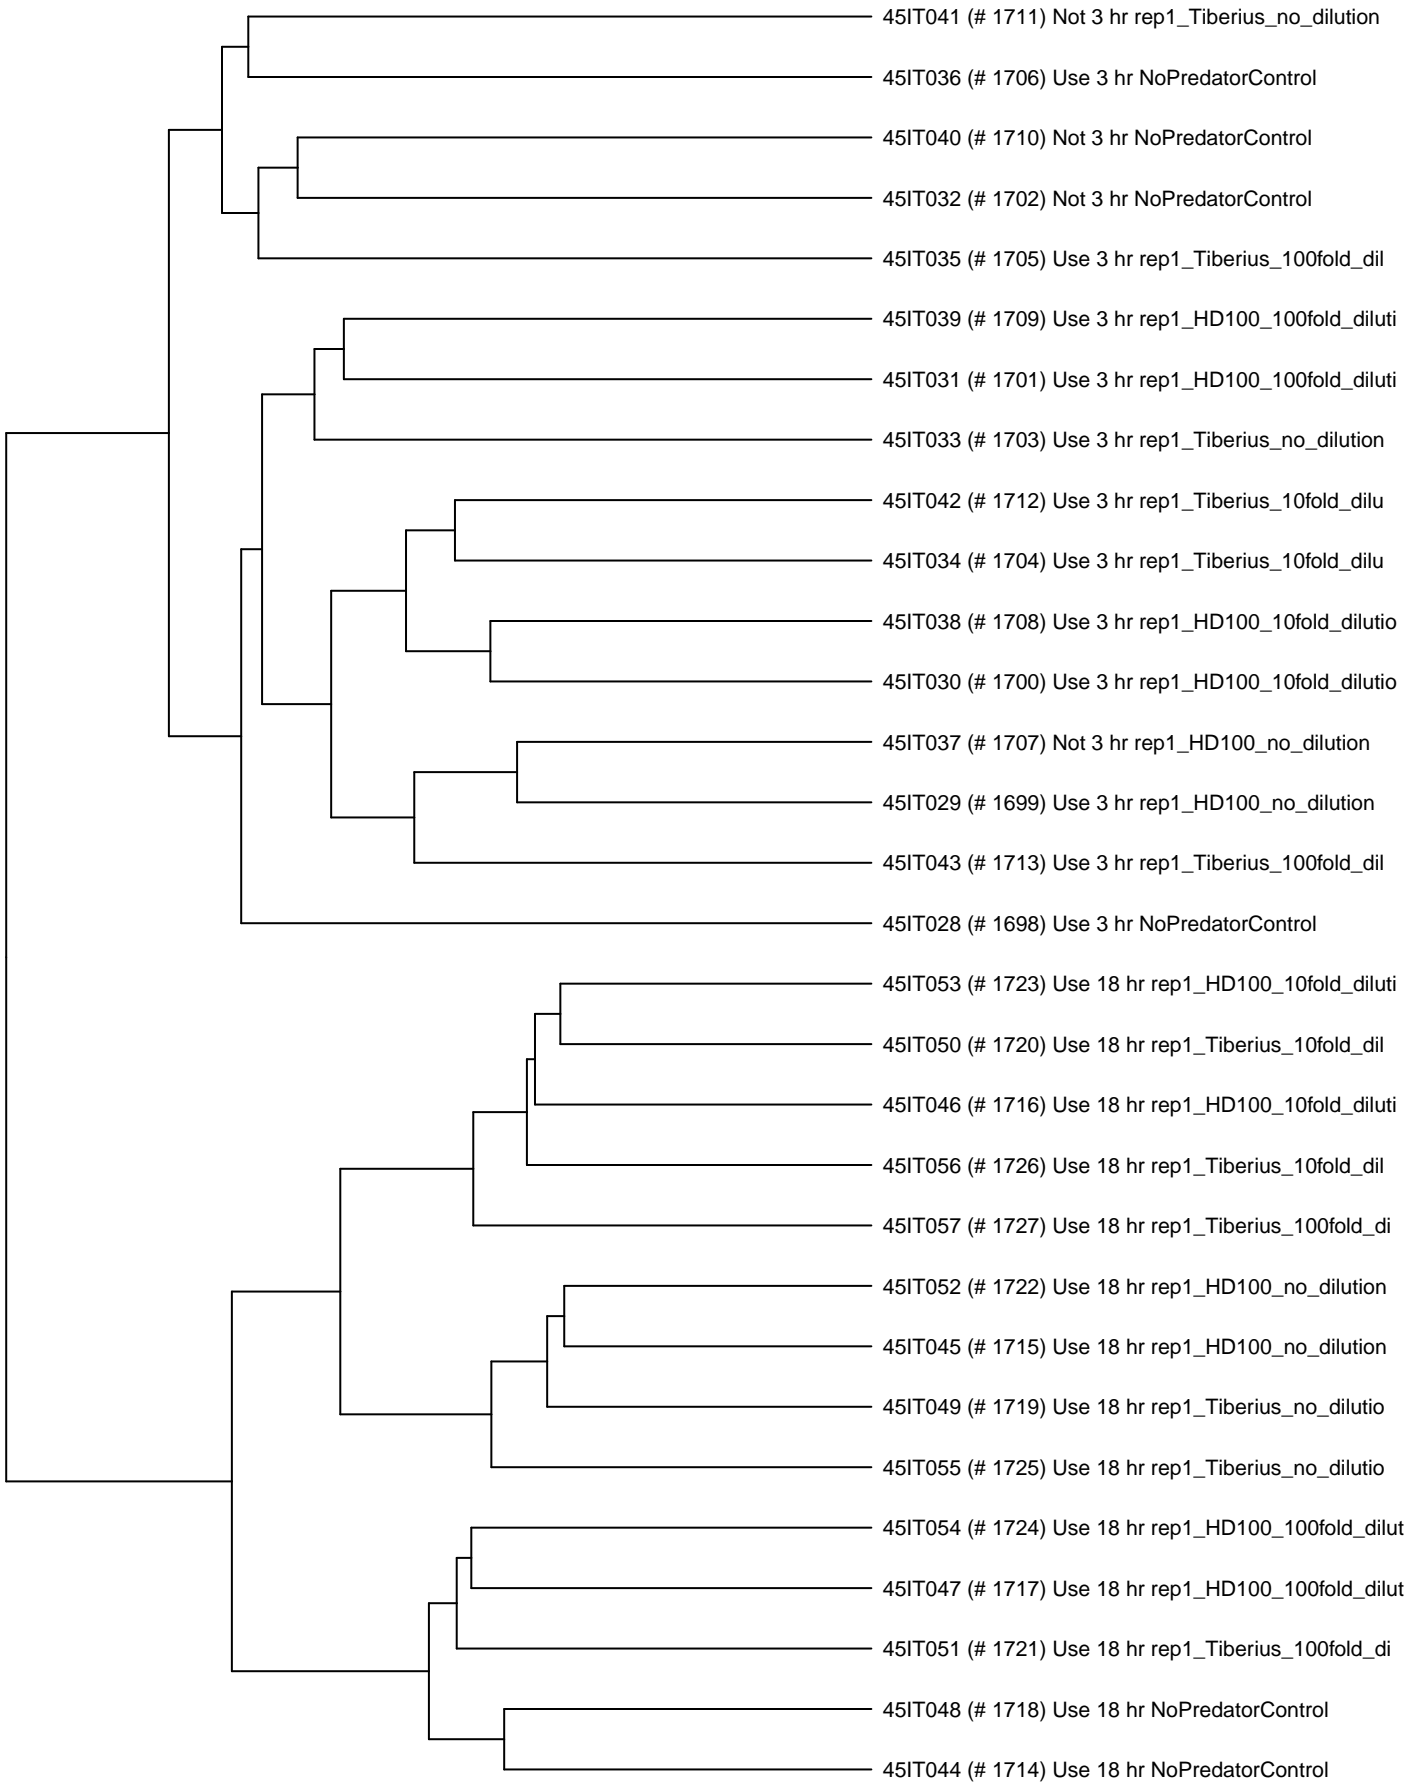 45IT041 (# 1711) Not 3 hr rep1_Tiberius_no_dilution
45IT036 (# 1706) Use 3 hr NoPredatorControl
45IT040 (# 1710) Not 3 hr NoPredatorControl
45IT032 (# 1702) Not 3 hr NoPredatorControl
45IT035 (# 1705) Use 3 hr rep1_Tiberius_100fold_dil
45IT039 (# 1709) Use 3 hr rep1_HD100_100fold_diluti
45IT031 (# 1701) Use 3 hr rep1_HD100_100fold_diluti
45IT033 (# 1703) Use 3 hr rep1_Tiberius_no_dilution
45IT042 (# 1712) Use 3 hr rep1_Tiberius_10fold_dilu
45IT034 (# 1704) Use 3 hr rep1_Tiberius_10fold_dilu
45IT038 (# 1708) Use 3 hr rep1_HD100_10fold_dilutio
45IT030 (# 1700) Use 3 hr rep1_HD100_10fold_dilutio
45IT037 (# 1707) Not 3 hr rep1_HD100_no_dilution
45IT029 (# 1699) Use 3 hr rep1_HD100_no_dilution
45IT043 (# 1713) Use 3 hr rep1_Tiberius_100fold_dil
45IT028 (# 1698) Use 3 hr NoPredatorControl
45IT053 (# 1723) Use 18 hr rep1_HD100_10fold_diluti
45IT050 (# 1720) Use 18 hr rep1_Tiberius_10fold_dil
45IT046 (# 1716) Use 18 hr rep1_HD100_10fold_diluti
45IT056 (# 1726) Use 18 hr rep1_Tiberius_10fold_dil
45IT057 (# 1727) Use 18 hr rep1_Tiberius_100fold_di
45IT052 (# 1722) Use 18 hr rep1_HD100_no_dilution
45IT045 (# 1715) Use 18 hr rep1_HD100_no_dilution
45IT049 (# 1719) Use 18 hr rep1_Tiberius_no_dilutio
45IT055 (# 1725) Use 18 hr rep1_Tiberius_no_dilutio
45IT054 (# 1724) Use 18 hr rep1_HD100_100fold_dilut
45IT047 (# 1717) Use 18 hr rep1_HD100_100fold_dilut
45IT051 (# 1721) Use 18 hr rep1_Tiberius_100fold_di
45IT048 (# 1718) Use 18 hr NoPredatorControl
45IT044 (# 1714) Use 18 hr NoPredatorControl